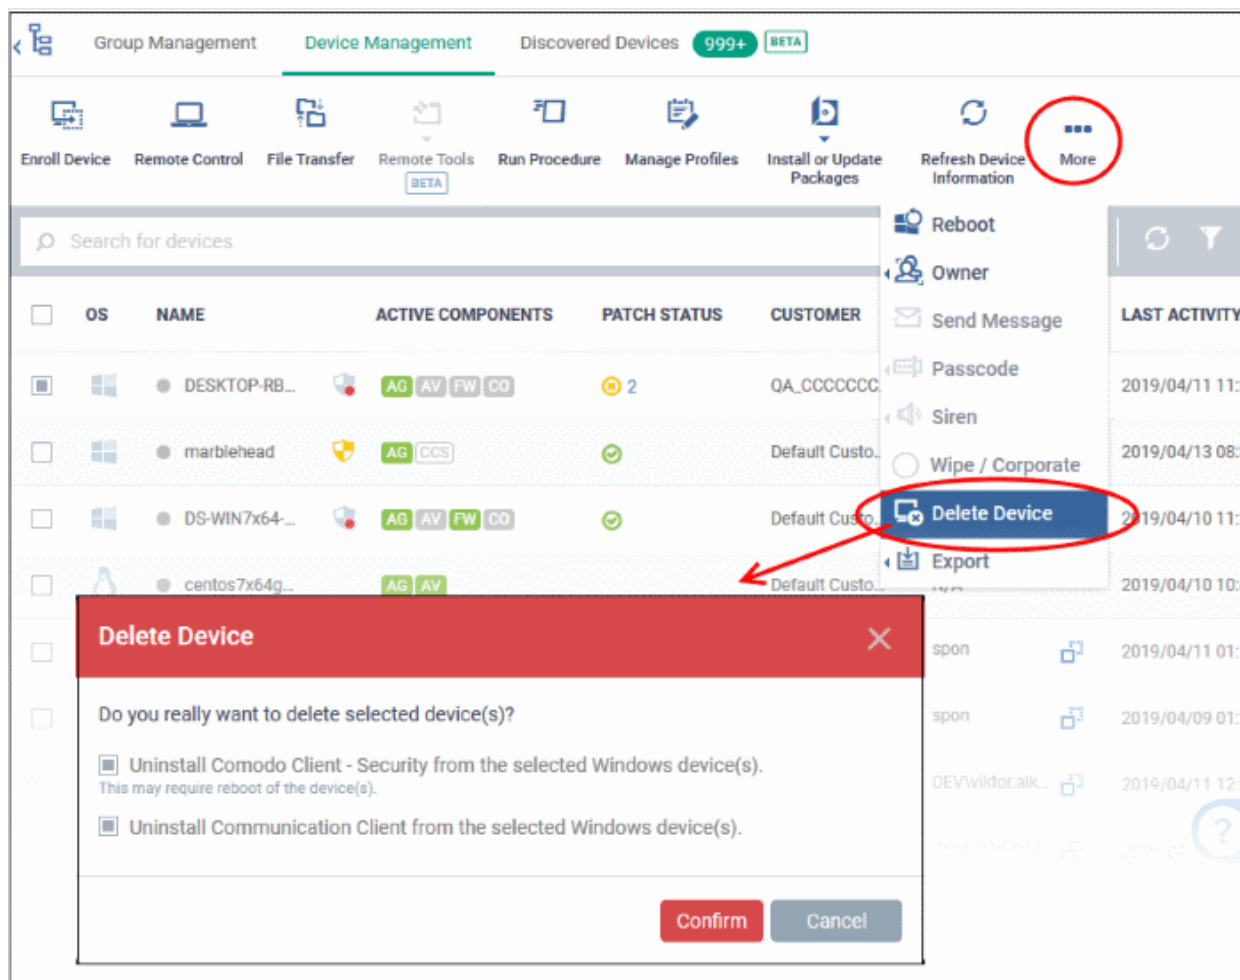 Group Management Device Management Discovered Devices 999+ BETA
Enroll Device Remote Control File Transfer Remote Tools Run Procedure Manage Profiles Install or Update Refresh Device More
BETA Packages Information
Search for devices
Reboot
Owner
Send Message
Passcode
Siren
Wipe / Corporate
Delete Device
Export
OS NAME ACTIVE COMPONENTS PATCH STATUS CUSTOMER LAST ACTIVITY
DESKTOP-RB... AG AV FW CO 2 QA_CCCCCCC 2019/04/11 11:
marblehead AG CCS Default Custo... 2019/04/13 08:
DS-WIN7x64-... AG AV FW CO Default Custo... 2019/04/10 11:
centos7x64g... AG AV Default Custo... N/A 2019/04/10 10:
spon 2019/04/11 01:
spon 2019/04/09 01:
DEV\viktor.alk... 2019/04/11 12:
?
Delete Device
Do you really want to delete selected device(s)?
Uninstall Comodo Client - Security from the selected Windows device(s).
This may require reboot of the device(s).
Uninstall Communication Client from the selected Windows device(s).
Confirm Cancel